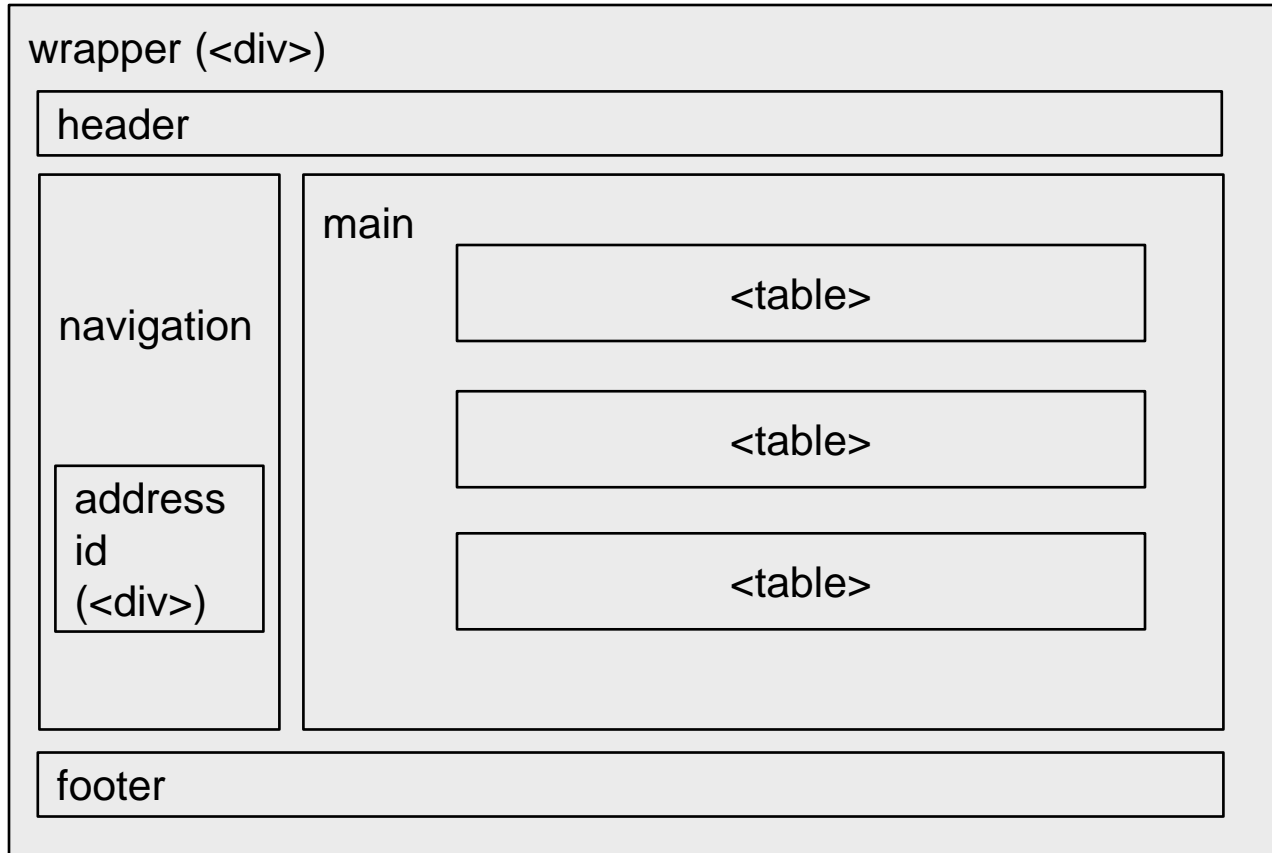 wrapper (<div>)
header
navigation
address
id
(<div>)
main
<table>
<table>
<table>
footer